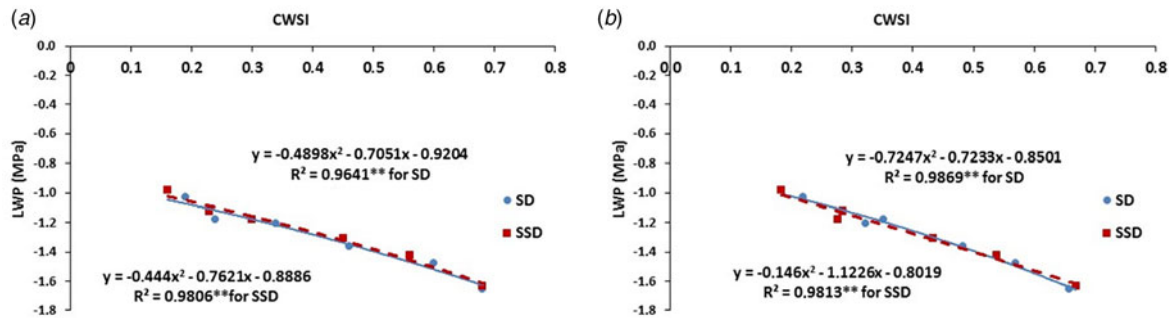 (a)
CWSI
0.0 0.1 0.2 0.3 0.4 0.5 0.6 0.7 0.8
0.0
-0.2
-0.4
-0.6
-0.8
-1.0
-1.2
-1.4
-1.6
-1.8
LWP (MPa)
y = -0.4898x² - 0.7051x - 0.9204
R² = 0.9641** for SD
SD
SSD
y = -0.444x² - 0.7621x - 0.8886
R² = 0.9806**for SSD
(b)
CWSI
0.0 0.1 0.2 0.3 0.4 0.5 0.6 0.7 0.8
0.0
-0.2
-0.4
-0.6
-0.8
-1.0
-1.2
-1.4
-1.6
-1.8
LWP (MPa)
y = -0.7247x² - 0.7233x - 0.8501
R² = 0.9869** for SD
SD
SSD
y = -0.146x² - 1.1226x - 0.8019
R² = 0.9813** for SSD